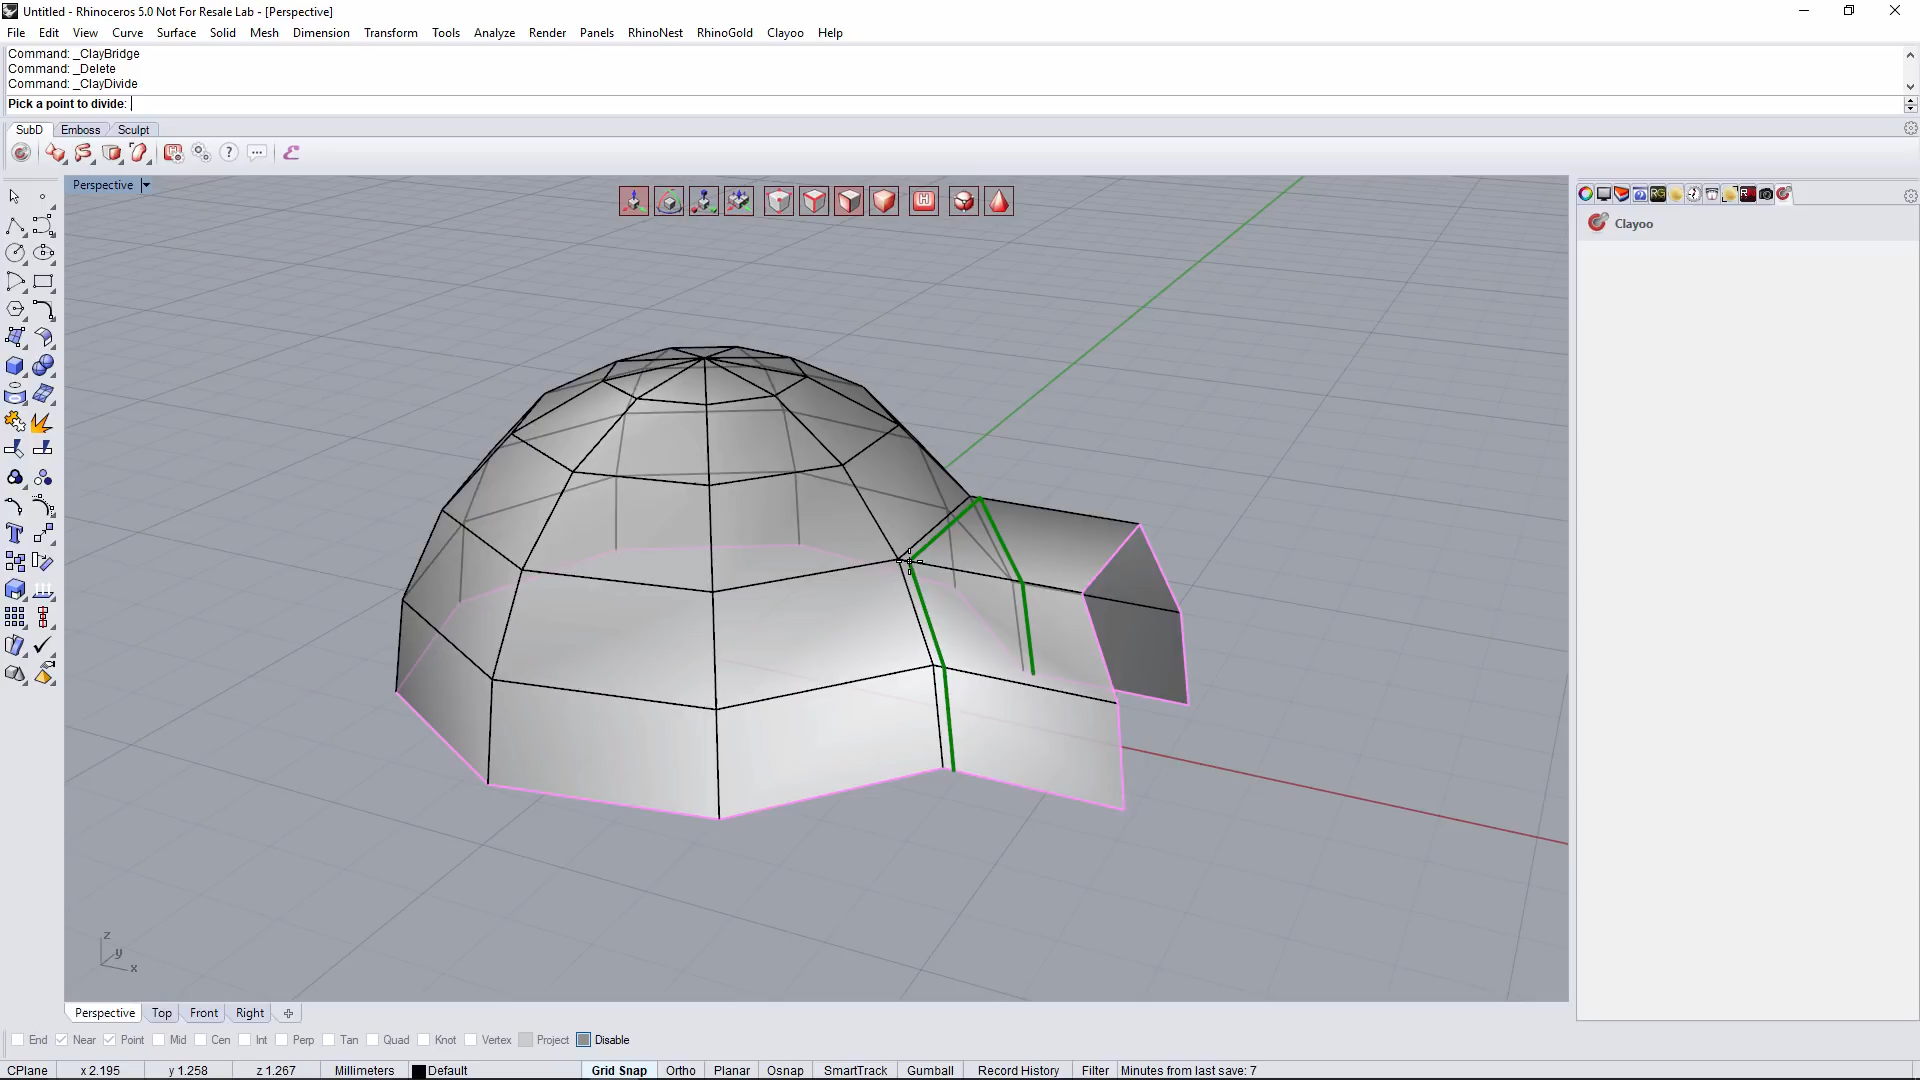 Untitled - Rhinoceros 5.0 Not For Resale Lab - [Perspective]
File Edit View Curve Surface Solid Mesh Dimension Transform Tools Analyze Render Panels RhinoNest RhinoGold Clayoo Help
Command: _ClayBridge
Command: _Delete
Command: _ClayDivide
Pick a point to divide:
SubD Emboss Sculpt
Perspective
Clayoo
z
y
x
Perspective Top Front Right
End Near Point Mid Cen Int Perp Tan Quad Knot Vertex Project Disable
CPlane x 2.195 y 1.258 z 1.267 Millimeters Default Grid Snap Ortho Planar Osnap SmartTrack Gumball Record History Filter Minutes from last save: 7